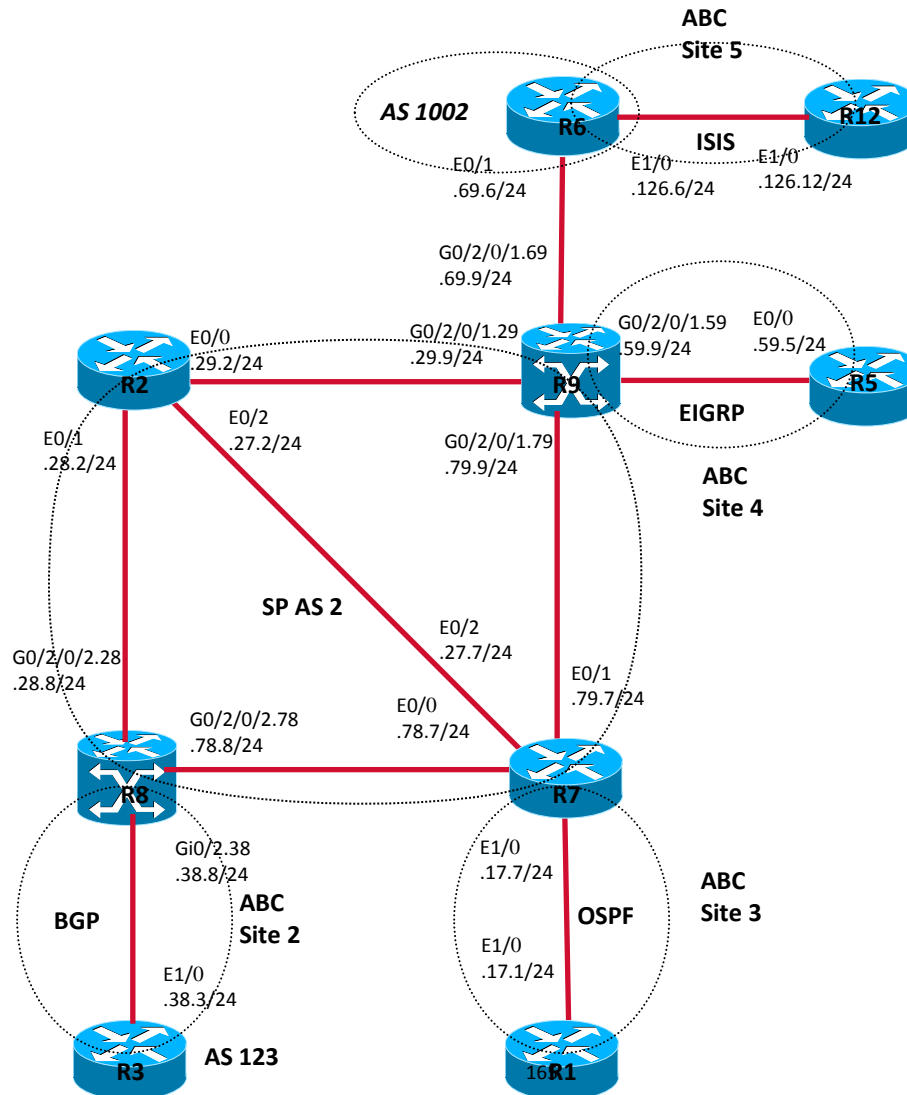 ABC
Site 5
AS 1002
R6
R12
ISIS
E0/1
.69.6/24
E1/0
.126.6/24
E1/0
.126.12/24
G0/2/0/1.69
.69.9/24
E0/0
.29.2/24
G0/2/0/1.29
.29.9/24
G0/2/0/1.59
.59.9/24
E0/0
.59.5/24
R2
R9
R5
EIGRP
E0/1
.28.2/24
E0/2
.27.2/24
G0/2/0/1.79
.79.9/24
ABC
Site 4
SP AS 2
E0/2
.27.7/24
G0/2/0/2.28
.28.8/24
E0/1
.79.7/24
G0/2/0/2.78
.78.8/24
E0/0
.78.7/24
R8
R7
Gi0/2.38
.38.8/24
E1/0
.17.7/24
ABC
Site 2
ABC
Site 3
BGP
OSPF
E1/0
.38.3/24
E1/0
.17.1/24
R3
AS 123
R1